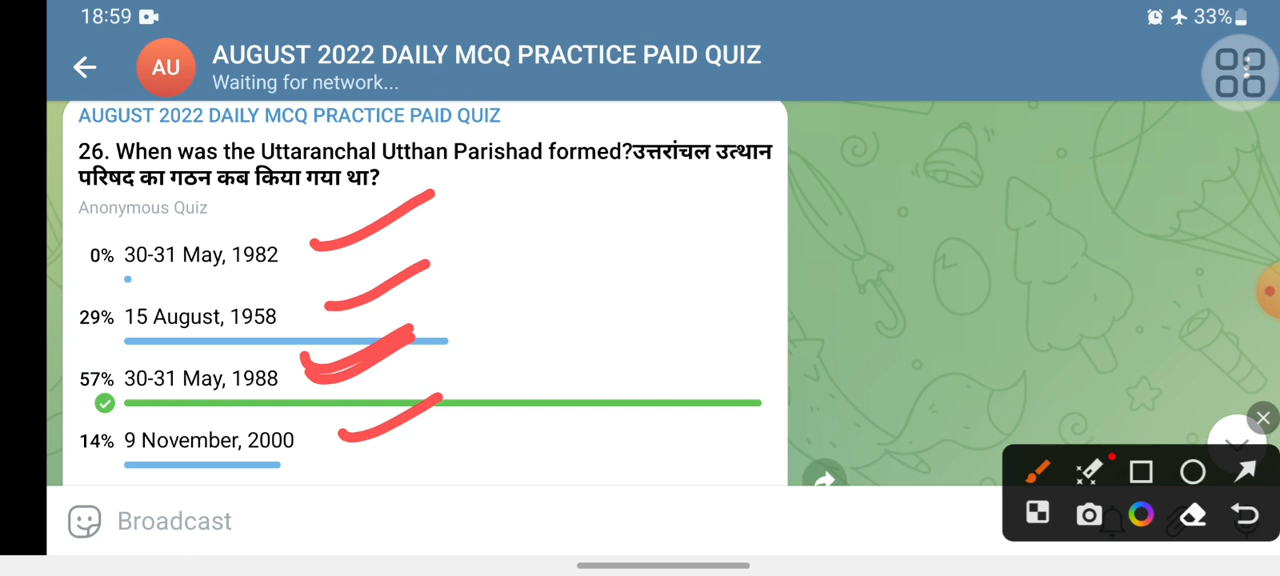 18:59
33%
AU
AUGUST 2022 DAILY MCQ PRACTICE PAID QUIZ
Waiting for network...
AUGUST 2022 DAILY MCQ PRACTICE PAID QUIZ
26. When was the Uttaranchal Utthan Parishad formed?उत्तरांचल उत्थान
परिषद का गठन कब किया गया था?
Anonymous Quiz
0% 30-31 May, 1982
29% 15 August, 1958
57% 30-31 May, 1988
14% 9 November, 2000
Broadcast